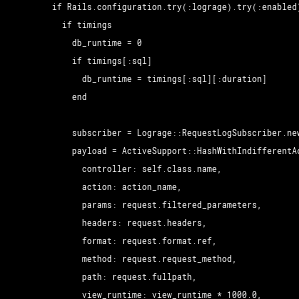 if Rails.configuration.try(:lograge).try(:enabled)
if timings
db_runtime = 0
if timings[:sql]
db_runtime = timings[:sql][:duration]
end
subscriber = Lograge::RequestLogSubscriber.new
payload = ActiveSupport::HashWithIndifferentAc
controller: self.class.name,
action: action_name,
params: request.filtered_parameters,
headers: request.headers,
format: request.format.ref,
method: request.request_method,
path: request.fullpath,
view_runtime: view_runtime * 1000.0,